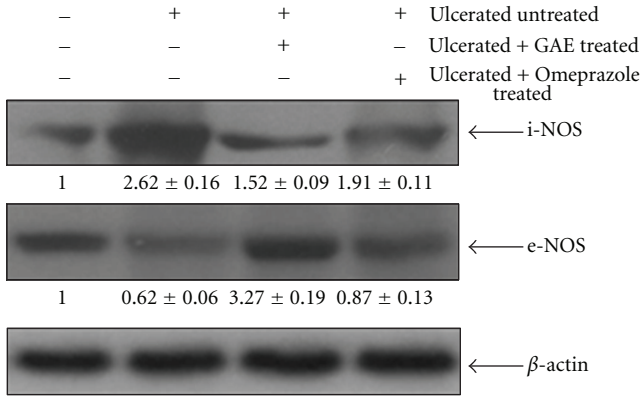 − + + + Ulcerated untreated
− − + − Ulcerated + GAE treated
− − − + Ulcerated + Omeprazole
treated
i-NOS
1 2.62 ± 0.16 1.52 ± 0.09 1.91 ± 0.11
e-NOS
1 0.62 ± 0.06 3.27 ± 0.19 0.87 ± 0.13
β-actin